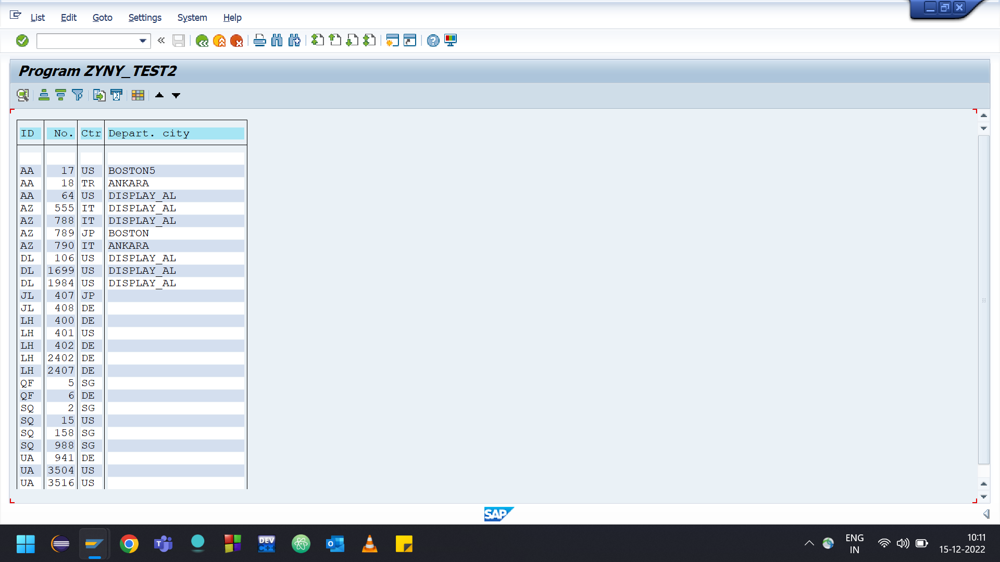 List Edit Goto Settings System Help
Program ZYNY_TEST2
ID No. Ctr Depart. city
AA 17 US BOSTON5
AA 18 TR ANKARA
AA 64 US DISPLAY_AL
AZ 555 IT DISPLAY_AL
AZ 788 IT DISPLAY_AL
AZ 789 JP BOSTON
AZ 790 IT ANKARA
DL 106 US DISPLAY_AL
DL 1699 US DISPLAY_AL
DL 1984 US DISPLAY_AL
JL 407 JP
JL 408 DE
LH 400 DE
LH 401 US
LH 402 DE
LH 2402 DE
LH 2407 DE
QF 5 SG
QF 6 DE
SQ 2 SG
SQ 15 US
SQ 158 SG
SQ 988 SG
UA 941 DE
UA 3504 US
UA 3516 US
SAP
T DEV C++ O ENG 10:11
IN 15-12-2022